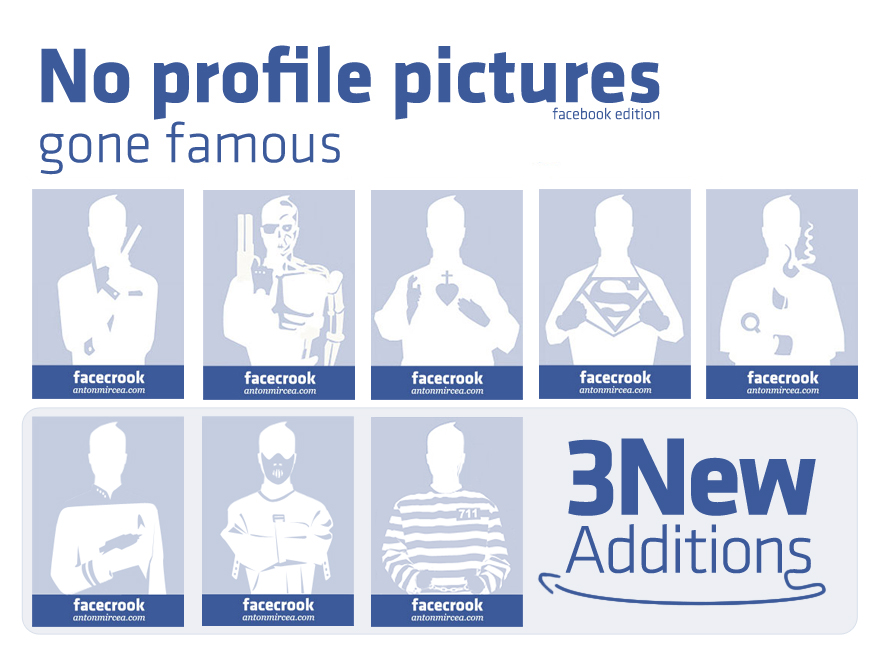 No profile pictures
facebook edition
gone famous
facecrook
antonmircea.com
facecrook
antonmircea.com
facecrook
antonmircea.com
S
facecrook
antonmircea.com
facecrook
antonmircea.com
facecrook
antonmircea.com
facecrook
antonmircea.com
711
facecrook
antonmircea.com
3New
Additions